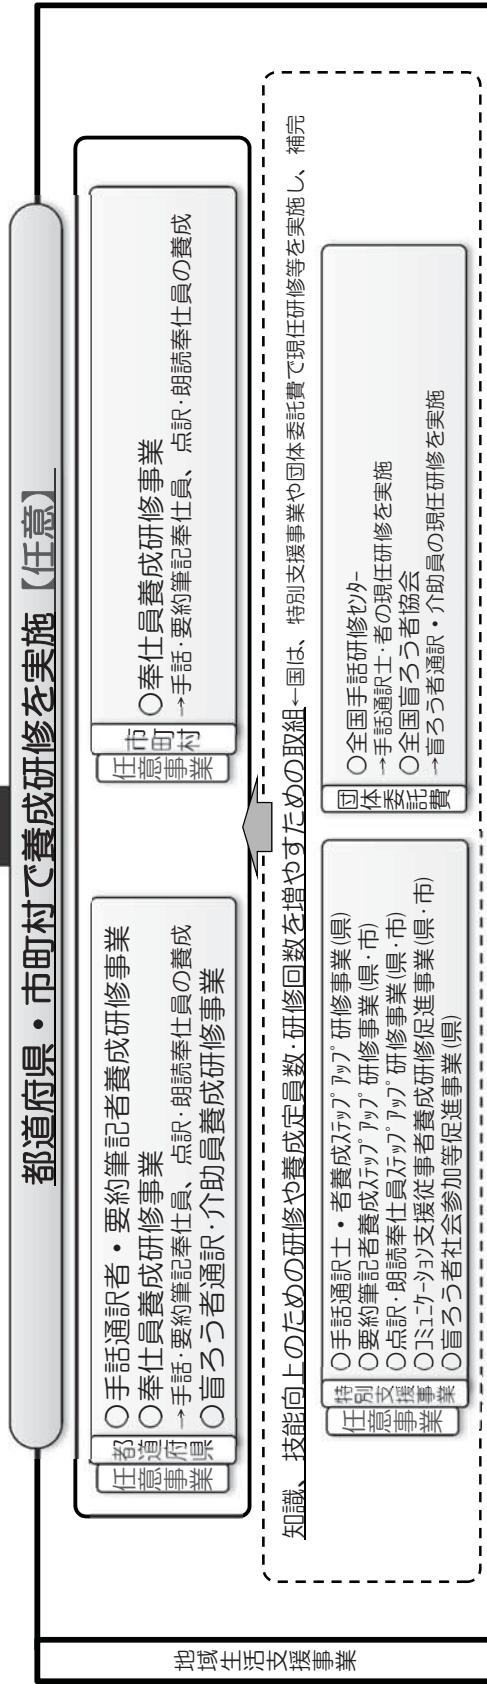 都道府県・市町村で養成研修を実施【任意】
地域生活支援事業
任意事業
都道府県
○手話通訳者・要約筆記者養成研修事業
○奉仕員養成研修事業
→手話・要約筆記奉仕員、点訳・朗読奉仕員の養成
○盲ろう者通訳・介助員養成研修事業
任意事業
市町村
○奉仕員養成研修事業
→手話・要約筆記奉仕員、点訳・朗読奉仕員の養成
知識、技能向上のための研修や養成定員数・研修回数を増やすための取組←国は、特別支援事業や団体委託費で現任研修等を実施し、補完
任意事業
特別支援事業
○手話通訳士・者養成ｽﾃｯﾌﾟｱｯﾌﾟ研修事業(県)
○要約筆記者養成ｽﾃｯﾌﾟｱｯﾌﾟ研修事業(県・市)
○点訳・朗読奉仕員ｽﾃｯﾌﾟｱｯﾌﾟ研修事業(県・市)
○ｺﾐｭﾆｹｰｼｮﾝ支援従事者養成研修促進事業(県・市)
○盲ろう者社会参加等促進事業(県)
団体委託費
○全国手話研修ｾﾝﾀｰ
→手話通訳士・者の現任研修を実施
○全国盲ろう者協会
→盲ろう者通訳・介助員の現任研修を実施